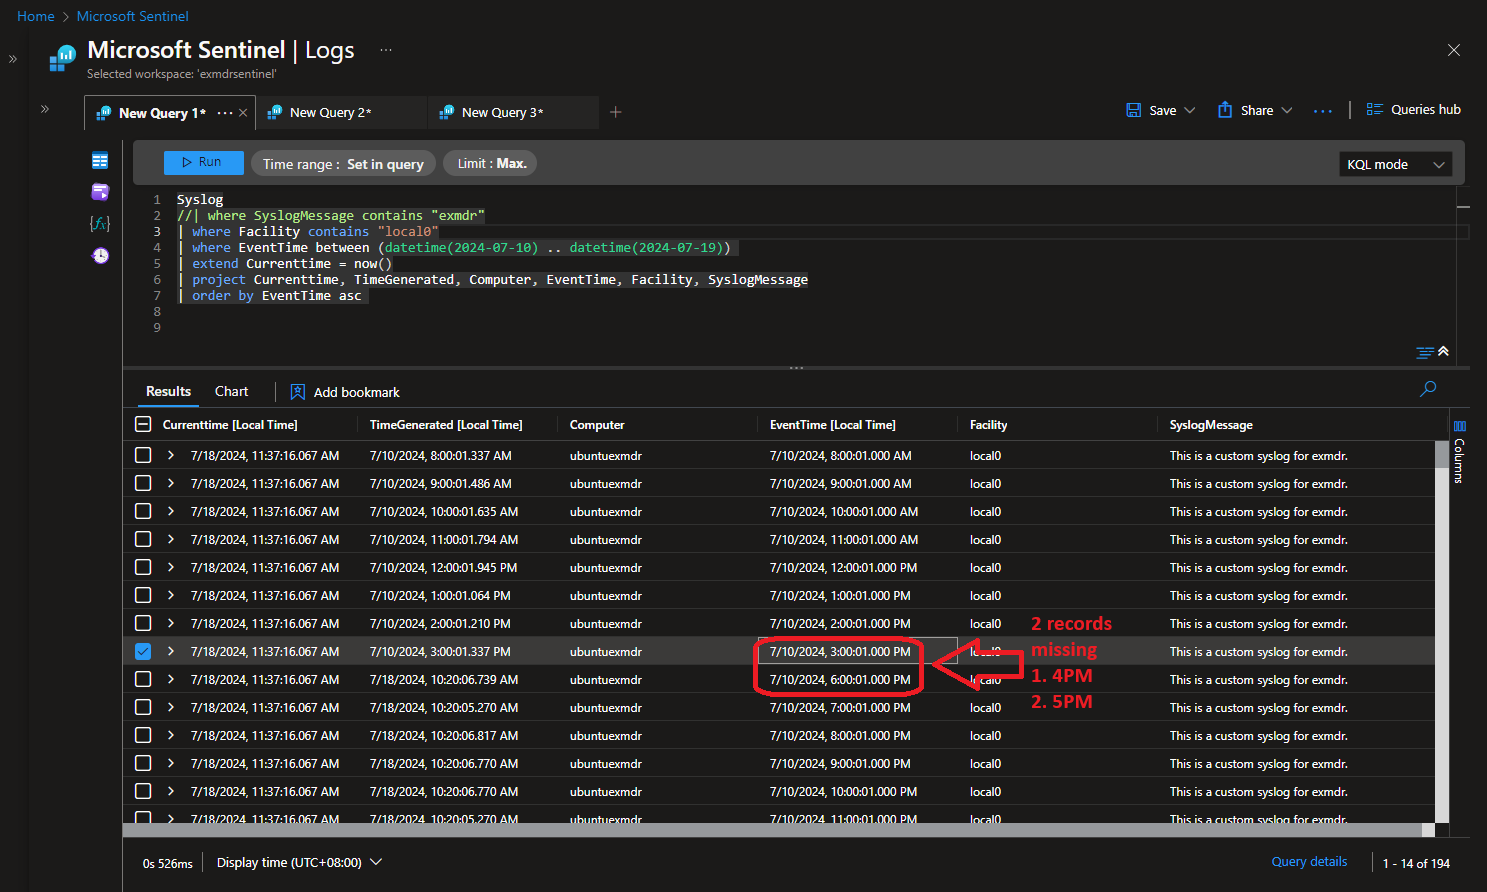 Home > Microsoft Sentinel
Microsoft Sentinel | Logs ...
Selected workspace: 'exmdrsentinel'
New Query 1* ··· ×
New Query 2*
New Query 3*
+
Save
Share
···
Queries hub
Run
Time range : Set in query
Limit : Max.
KQL mode
1 Syslog
2 //| where SyslogMessage contains "exmdr"
3 | where Facility contains "local0"
4 | where EventTime between (datetime(2024-07-10) .. datetime(2024-07-19))
5 | extend Currenttime = now()
6 | project Currenttime, TimeGenerated, Computer, EventTime, Facility, SyslogMessage
7 | order by EventTime asc
8
9
Results Chart Add bookmark
Currenttime [Local Time] TimeGenerated [Local Time] Computer EventTime [Local Time] Facility SyslogMessage
7/18/2024, 11:37:16.067 AM 7/10/2024, 8:00:01.337 AM ubuntuexmdr 7/10/2024, 8:00:01.000 AM local0 This is a custom syslog for exmdr.
7/18/2024, 11:37:16.067 AM 7/10/2024, 9:00:01.486 AM ubuntuexmdr 7/10/2024, 9:00:01.000 AM local0 This is a custom syslog for exmdr.
7/18/2024, 11:37:16.067 AM 7/10/2024, 10:00:01.635 AM ubuntuexmdr 7/10/2024, 10:00:01.000 AM local0 This is a custom syslog for exmdr.
7/18/2024, 11:37:16.067 AM 7/10/2024, 11:00:01.794 AM ubuntuexmdr 7/10/2024, 11:00:01.000 AM local0 This is a custom syslog for exmdr.
7/18/2024, 11:37:16.067 AM 7/10/2024, 12:00:01.945 PM ubuntuexmdr 7/10/2024, 12:00:01.000 PM local0 This is a custom syslog for exmdr.
7/18/2024, 11:37:16.067 AM 7/10/2024, 1:00:01.064 PM ubuntuexmdr 7/10/2024, 1:00:01.000 PM local0 This is a custom syslog for exmdr.
7/18/2024, 11:37:16.067 AM 7/10/2024, 2:00:01.210 PM ubuntuexmdr 7/10/2024, 2:00:01.000 PM local0 This is a custom syslog for exmdr.
7/18/2024, 11:37:16.067 AM 7/10/2024, 3:00:01.337 PM ubuntuexmdr 7/10/2024, 3:00:01.000 PM local0 This is a custom syslog for exmdr.
7/18/2024, 11:37:16.067 AM 7/18/2024, 10:20:06.739 AM ubuntuexmdr 7/10/2024, 6:00:01.000 PM local0 This is a custom syslog for exmdr.
7/18/2024, 11:37:16.067 AM 7/18/2024, 10:20:05.270 AM ubuntuexmdr 7/10/2024, 7:00:01.000 PM local0 This is a custom syslog for exmdr.
7/18/2024, 11:37:16.067 AM 7/18/2024, 10:20:06.817 AM ubuntuexmdr 7/10/2024, 8:00:01.000 PM local0 This is a custom syslog for exmdr.
7/18/2024, 11:37:16.067 AM 7/18/2024, 10:20:06.770 AM ubuntuexmdr 7/10/2024, 9:00:01.000 PM local0 This is a custom syslog for exmdr.
7/18/2024, 11:37:16.067 AM 7/18/2024, 10:20:06.770 AM ubuntuexmdr 7/10/2024, 10:00:01.000 PM local0 This is a custom syslog for exmdr.
7/18/2024, 11:37:16.067 AM 7/18/2024, 10:20:05.270 AM ubuntuexmdr 7/10/2024, 11:00:01.000 PM local0 This is a custom syslog for exmdr.
2 records
missing
1. 4PM
2. 5PM
Columns
0s 526ms Display time (UTC+08:00) Query details 1 - 14 of 194